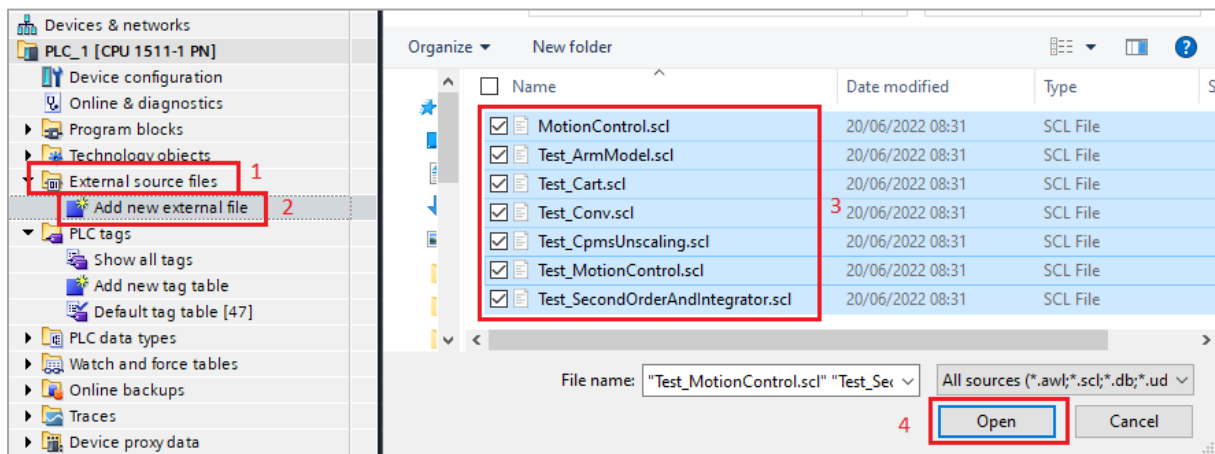 Devices & networks
PLC_1 [CPU 1511-1 PN]
Device configuration
Online & diagnostics
Program blocks
Technology objects
External source files
1
Add new external file
2
PLC tags
Show all tags
Add new tag table
Default tag table [47]
PLC data types
Watch and force tables
Online backups
Traces
Device proxy data
Organize New folder
Name Date modified Type S
MotionControl.scl 20/06/2022 08:31 SCL File
Test_ArmModel.scl 20/06/2022 08:31 SCL File
Test_Cart.scl 20/06/2022 08:31 SCL File
Test_Conv.scl 3 20/06/2022 08:31 SCL File
Test_CpmsUnscaling.scl 20/06/2022 08:31 SCL File
Test_MotionControl.scl 20/06/2022 08:31 SCL File
Test_SecondOrderAndIntegrator.scl 20/06/2022 08:31 SCL File
File name: "Test_MotionControl.scl" "Test_Sec All sources (*.awl;*.scl;*.db;*.ud
4 Open Cancel